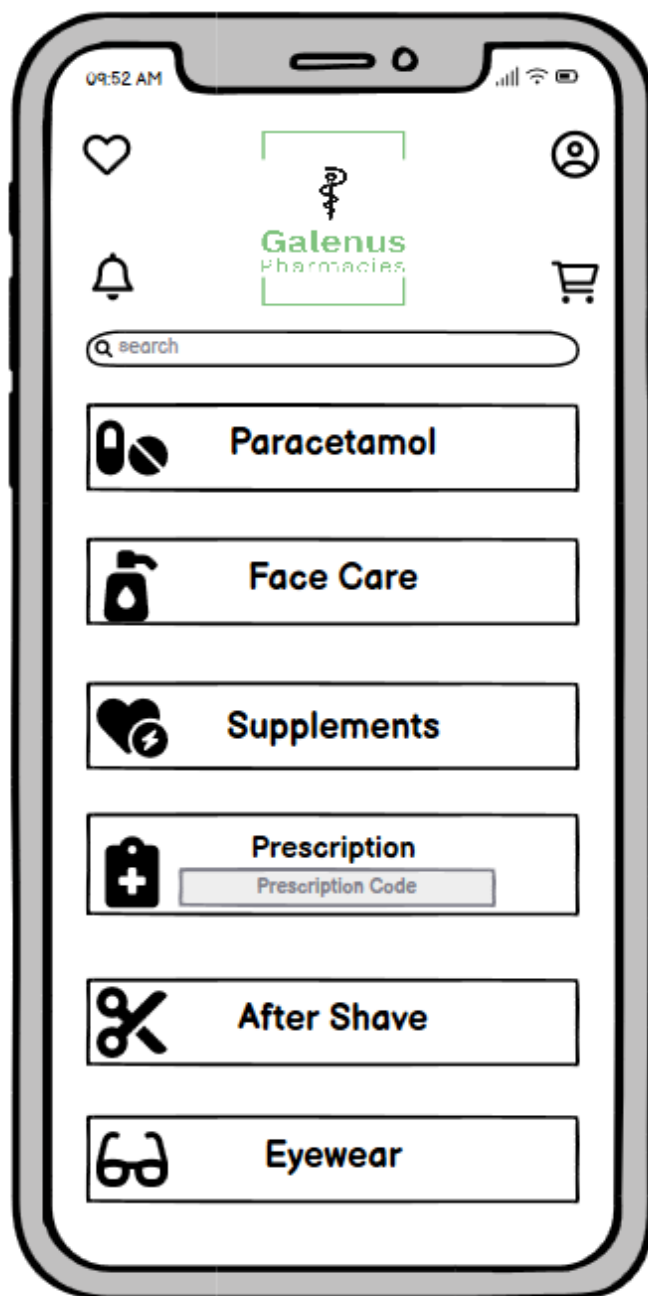 09:52 AM
Galenus
Pharmacies
search
Paracetamol
Face Care
Supplements
Prescription
Prescription Code
After Shave
Eyewear